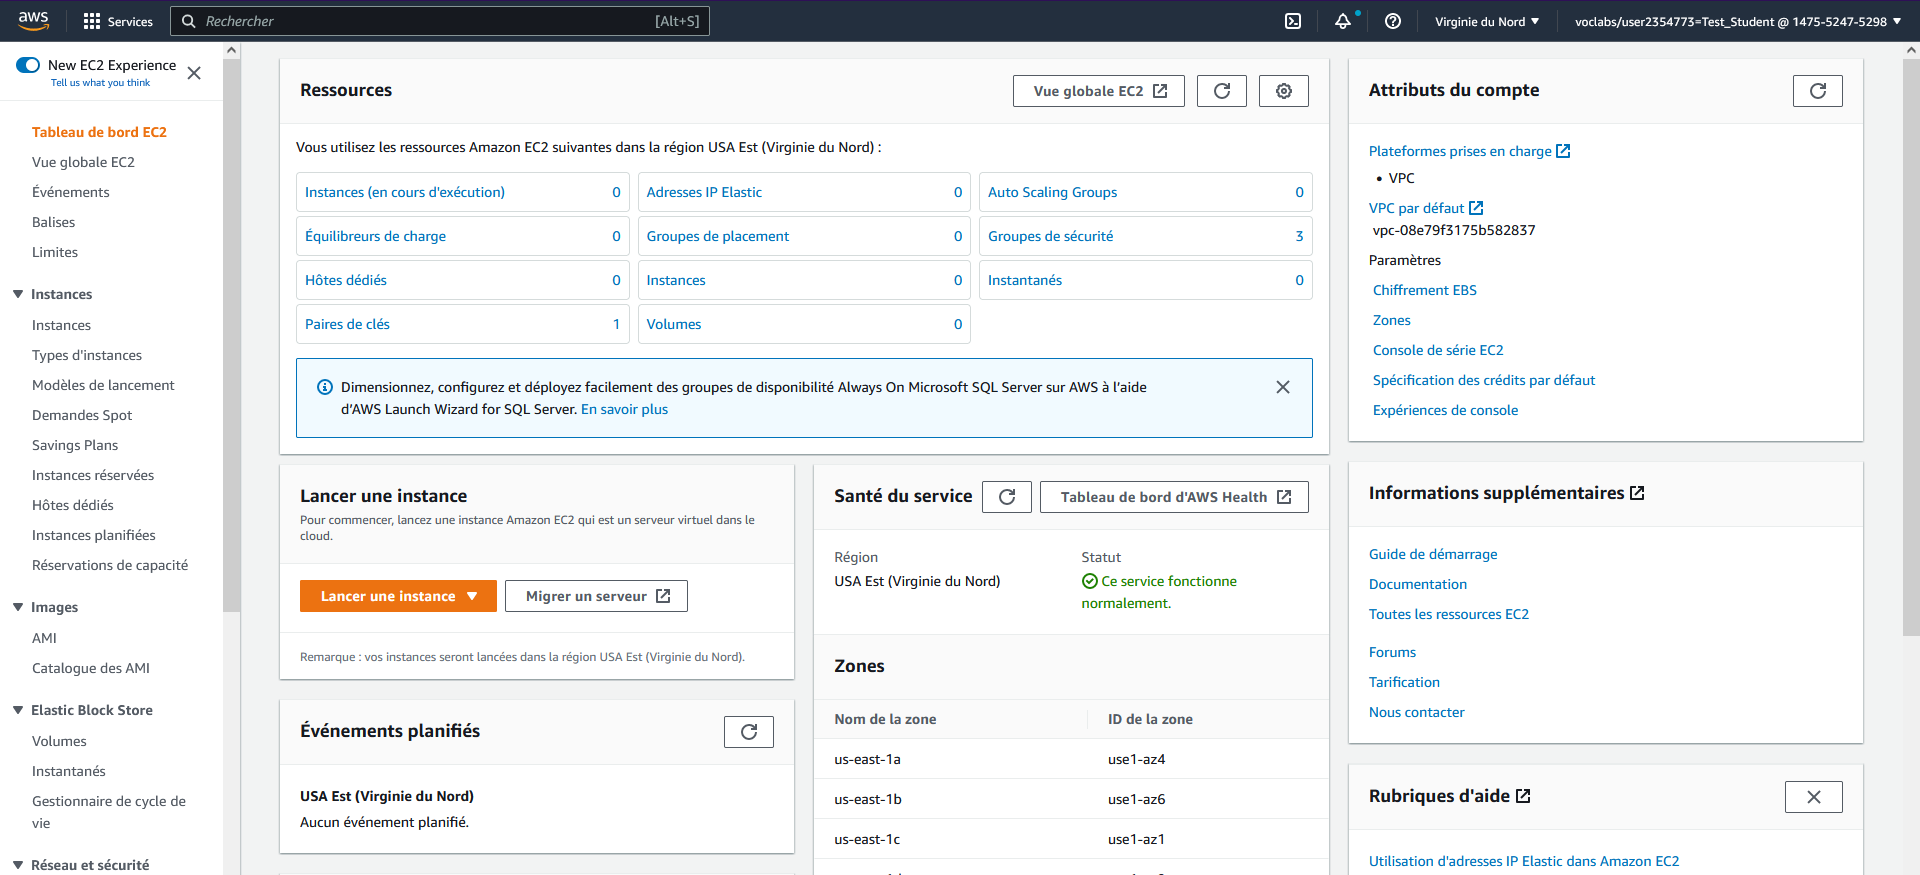 aws
Services
Rechercher
[Alt+S]
Virginie du Nord ▼
voclabs/user2354773=Test_Student @ 1475-5247-5298 ▼
New EC2 Experience
Tell us what you think
Tableau de bord EC2
Vue globale EC2
Événements
Balises
Limites
Instances
Instances
Types d'instances
Modèles de lancement
Demandes Spot
Savings Plans
Instances réservées
Hôtes dédiés
Instances planifiées
Réservations de capacité
Images
AMI
Catalogue des AMI
Elastic Block Store
Volumes
Instantanés
Gestionnaire de cycle de
vie
Réseau et sécurité
Ressources
Vue globale EC2
Vous utilisez les ressources Amazon EC2 suivantes dans la région USA Est (Virginie du Nord) :
Instances (en cours d'exécution) 0
Adresses IP Elastic 0
Auto Scaling Groups 0
Équilibreurs de charge 0
Groupes de placement 0
Groupes de sécurité 3
Hôtes dédiés 0
Instances 0
Instantanés 0
Paires de clés 1
Volumes 0
Dimensionnez, configurez et déployez facilement des groupes de disponibilité Always On Microsoft SQL Server sur AWS à l’aide
d’AWS Launch Wizard for SQL Server. En savoir plus
Lancer une instance
Pour commencer, lancez une instance Amazon EC2 qui est un serveur virtuel dans le
cloud.
Lancer une instance ▼
Migrer un serveur
Remarque : vos instances seront lancées dans la région USA Est (Virginie du Nord).
Événements planifiés
USA Est (Virginie du Nord)
Aucun événement planifié.
Santé du service
Tableau de bord d'AWS Health
Région
USA Est (Virginie du Nord)
Statut
Ce service fonctionne
normalement.
Zones
Nom de la zone
ID de la zone
us-east-1a
use1-az4
us-east-1b
use1-az6
us-east-1c
use1-az1
Attributs du compte
Plateformes prises en charge
• VPC
VPC par défaut
vpc-08e79f3175b582837
Paramètres
Chiffrement EBS
Zones
Console de série EC2
Spécification des crédits par défaut
Expériences de console
Informations supplémentaires
Guide de démarrage
Documentation
Toutes les ressources EC2
Forums
Tarification
Nous contacter
Rubriques d'aide
Utilisation d'adresses IP Elastic dans Amazon EC2